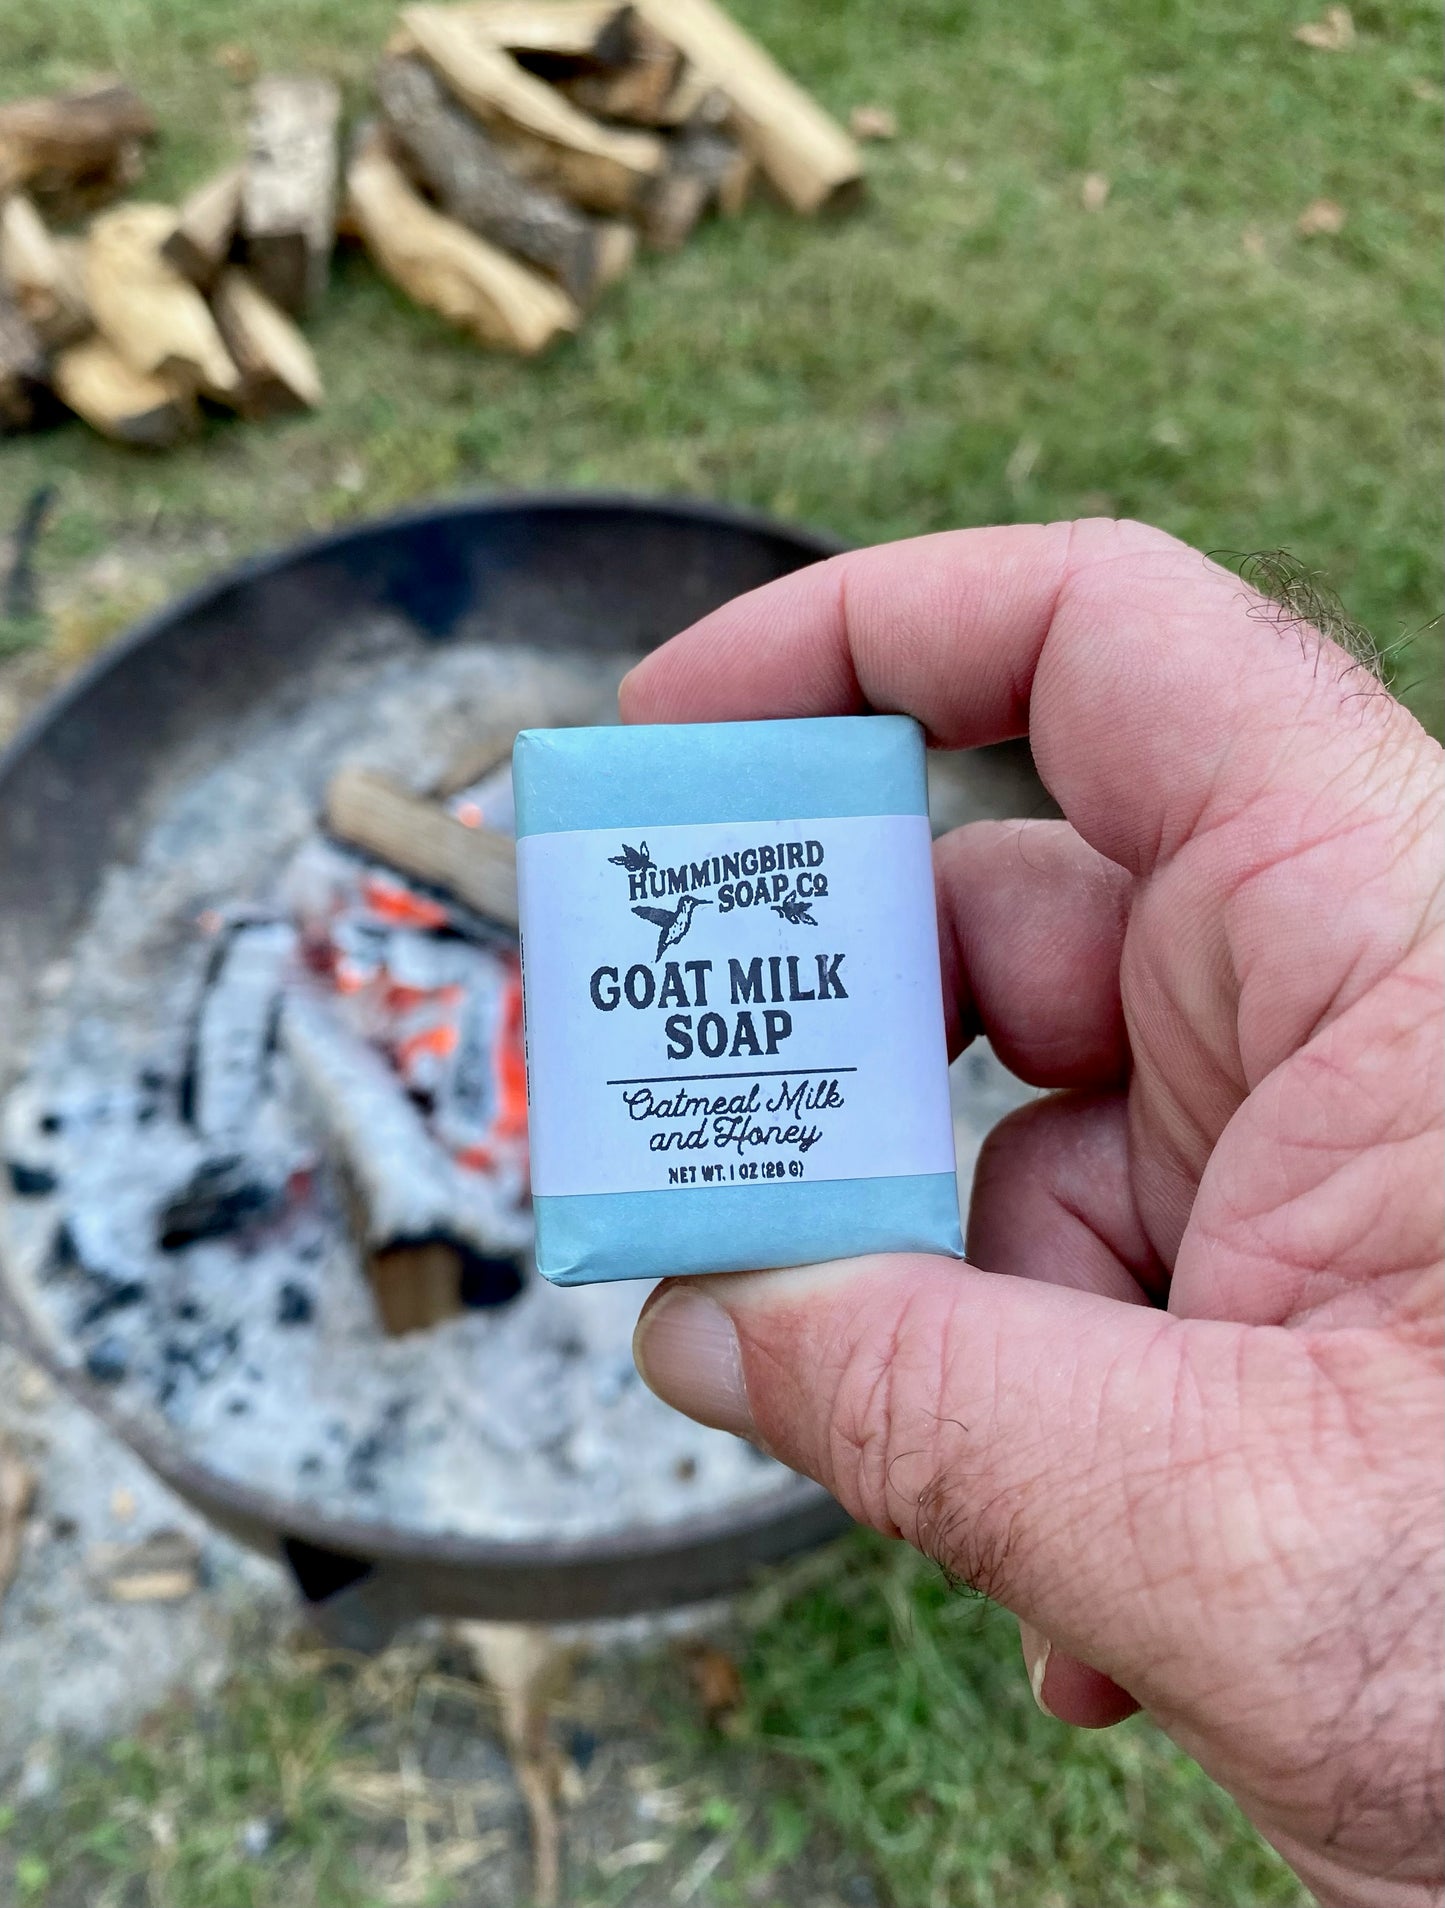 HUMMINGBIRD
SOAP Co
GOAT MILK
SOAP
Oatmeal Milk
and Honey
NET WT. 1 OZ (28 G)